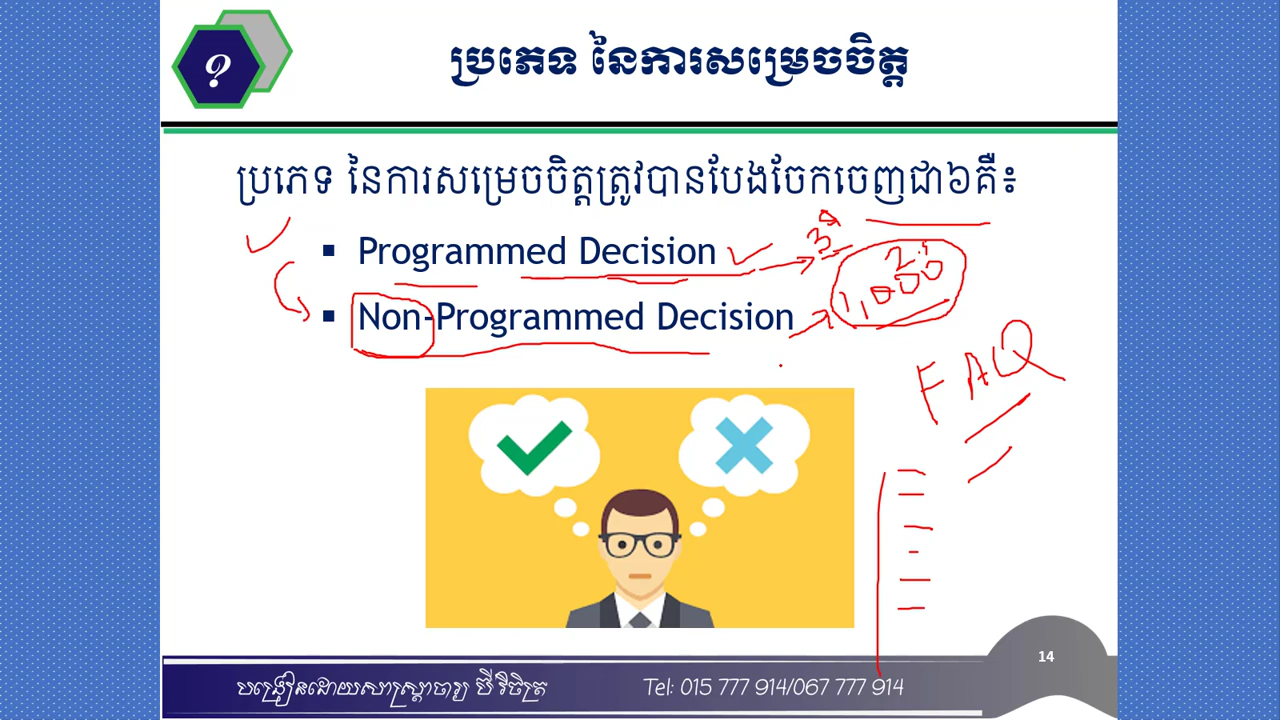 ?
ប្រភេទ នៃការសម្រេចចិត្ត
ប្រភេទ នៃការសម្រេចចិត្តត្រូវបានបែងចែកចេញជា៦គឺ៖
Programmed Decision
Non-Programmed Decision
1,000
FAQ
14
បង្រៀនដោយសាស្ត្រាចារ្យ ប៊ី វិចិត្រ
Tel: 015 777 914/067 777 914